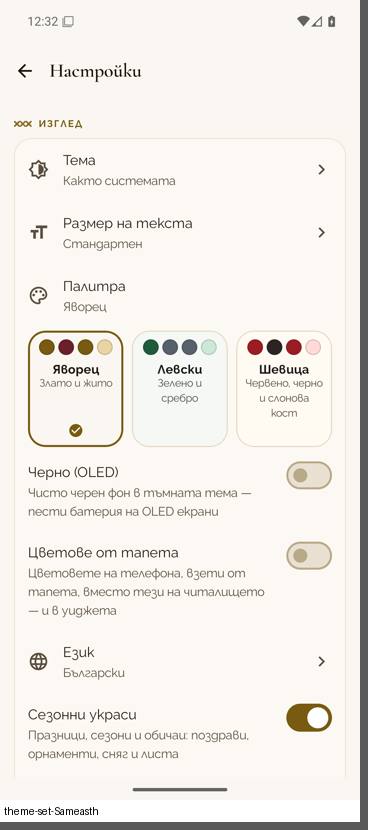 12:32
Настройки
ИЗГЛЕД
Тема
Както системата
Размер на текста
Стандартен
Палитра
Яворец
Яворец
Злато и жито
Левски
Зелено и
сребро
Шевица
Червено, черно
и слонова
кост
Черно (OLED)
Чисто черен фон в тъмната тема —
пести батерия на OLED екрани
Цветове от тапета
Цветовете на телефона, взети от
тапета, вместо тези на читалището
— и в уиджета
Език
Български
Сезонни украси
Празници, сезони и обичаи: поздрави,
орнаменти, сняг и листа
theme-set-Sameasth